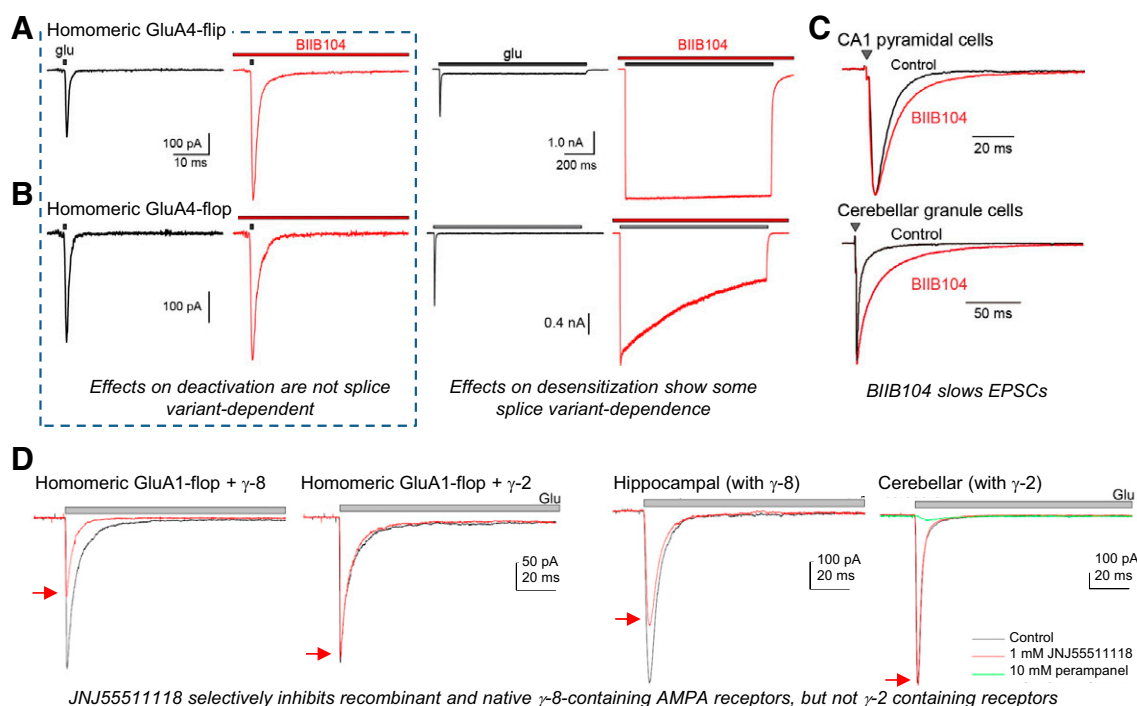 A
Homomeric GluA4-flip
glu
BIIB104
100 pA
10 ms
glu
BIIB104
1.0 nA
200 ms
B
Homomeric GluA4-flop
100 pA
0.4 nA
Effects on deactivation are not splice
variant-dependent
Effects on desensitization show some
splice variant-dependence
C
CA1 pyramidal cells
Control
BIIB104
20 ms
Cerebellar granule cells
Control
BIIB104
50 ms
BIIB104 slows EPSCs
D
Homomeric GluA1-flop + γ-8
Homomeric GluA1-flop + γ-2
Glu
50 pA
20 ms
Hippocampal (with γ-8)
100 pA
20 ms
Cerebellar (with γ-2)
Glu
100 pA
20 ms
Control
1 mM JNJ55511118
10 mM perampanel
JNJ55511118 selectively inhibits recombinant and native γ-8-containing AMPA receptors, but not γ-2 containing receptors